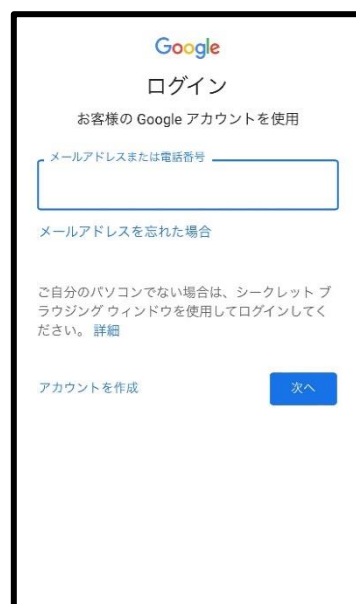 Google
ログイン
お客様の Google アカウントを使用
メールアドレスまたは電話番号
メールアドレスを忘れた場合
ご自分のパソコンでない場合は、シークレット ブ
ラウジング ウィンドウを使用してログインしてく
ださい。 詳細
アカウントを作成
次へ